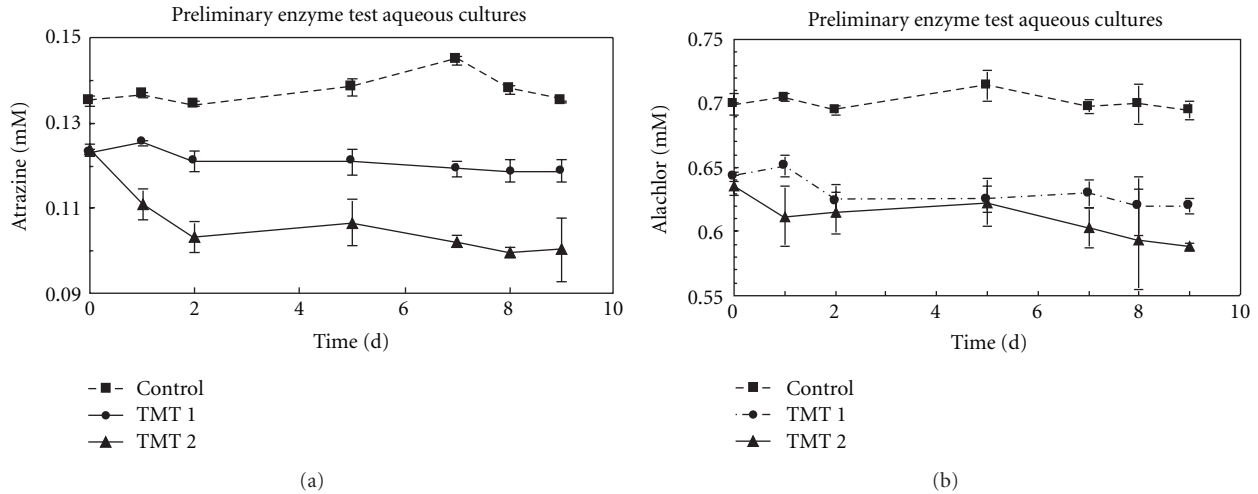 Preliminary enzyme test aqueous cultures
0.15
0.13
0.11
0.09
Atrazine (mM)
0 2 4 6 8 10
Time (d)
Control
TMT 1
TMT 2
(a)
Preliminary enzyme test aqueous cultures
0.75
0.7
0.65
0.6
0.55
Alachlor (mM)
0 2 4 6 8 10
Time (d)
Control
TMT 1
TMT 2
(b)